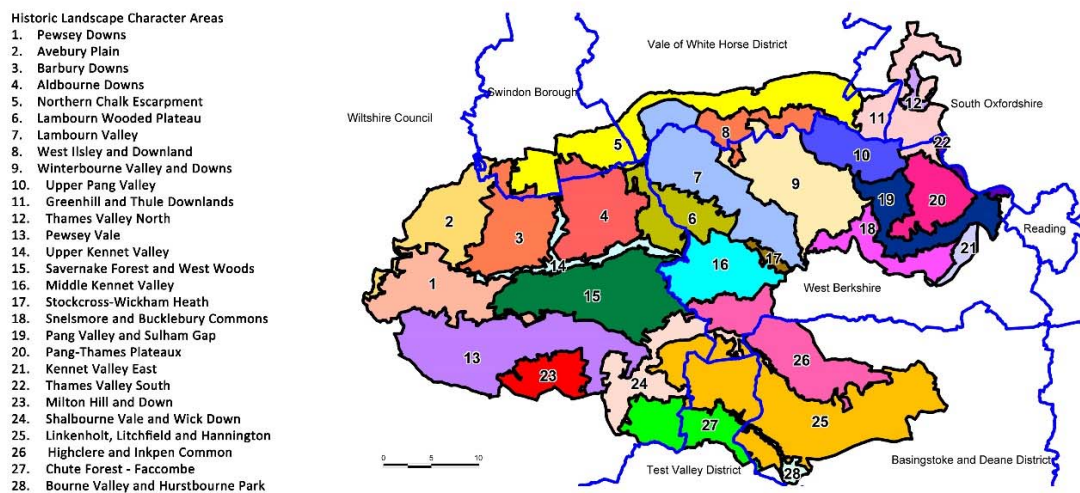 Historic Landscape Character Areas
1. Pewsey Downs
2. Avebury Plain
3. Barbury Downs
4. Aldbourne Downs
5. Northern Chalk Escarpment
6. Lambourn Wooded Plateau
7. Lambourn Valley
8. West Ilsley and Downland
9. Winterbourne Valley and Downs
10. Upper Pang Valley
11. Greenhill and Thule Downlands
12. Thames Valley North
13. Pewsey Vale
14. Upper Kennet Valley
15. Savernake Forest and West Woods
16. Middle Kennet Valley
17. Stockcross-Wickham Heath
18. Snelsmore and Bucklebury Commons
19. Pang Valley and Sulham Gap
20. Pang-Thames Plateaux
21. Kennet Valley East
22. Thames Valley South
23. Milton Hill and Down
24. Shalbourne Vale and Wick Down
25. Linkenholt, Litchfield and Hannington
26 Highclere and Inkpen Common
27. Chute Forest - Faccombe
28. Bourne Valley and Hurstbourne Park
Vale of White Horse District
Swindon Borough
Wiltshire Council
South Oxfordshire
12
11
22
8
5
10
7
9
19
20
2
4
6
18
Reading
3
21
14
17
16
1
West Berkshire
15
13
26
23
24
25
27
0 5 10
Test Valley District
28
Basingstoke and Deane District